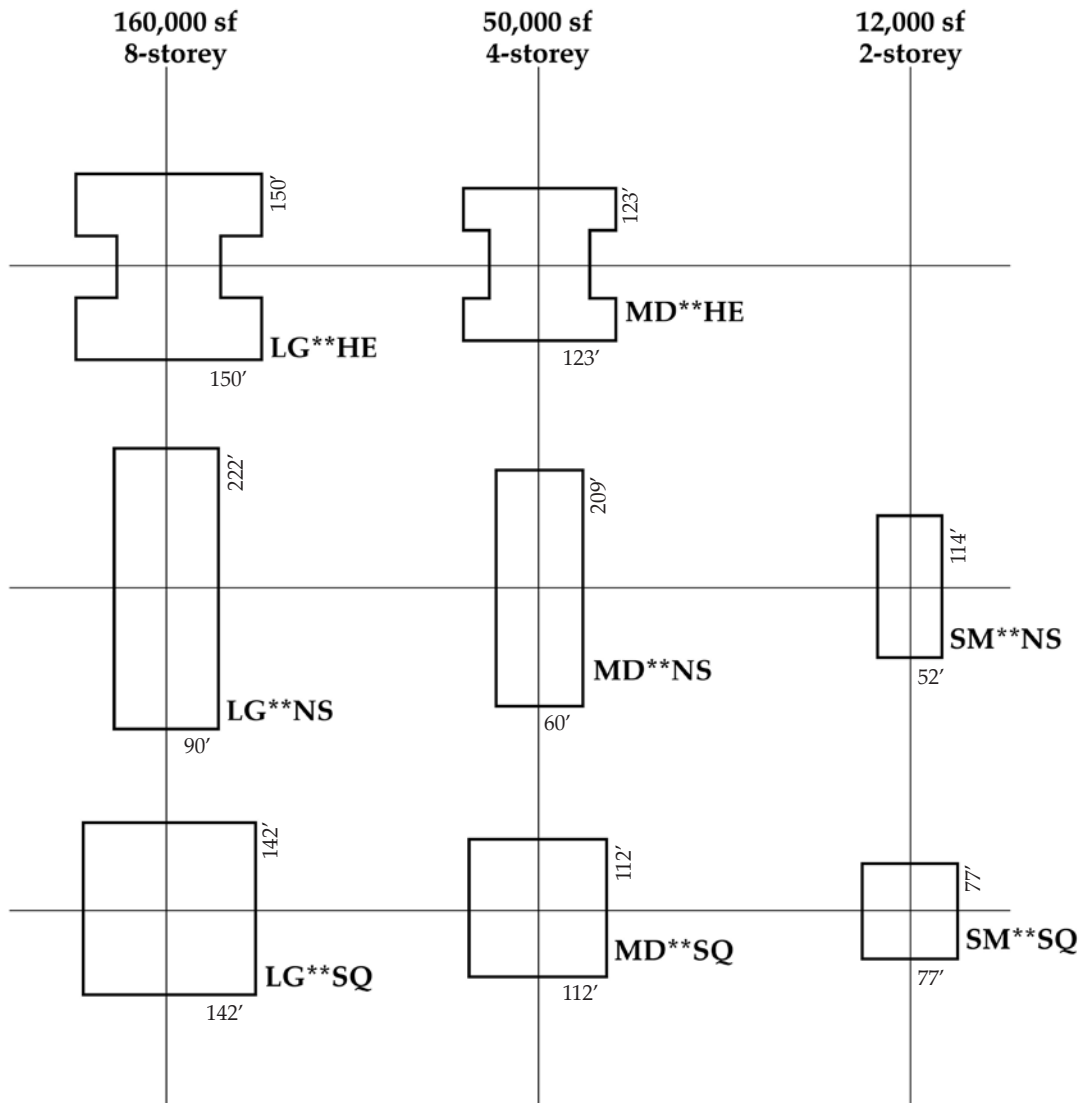 160,000 sf
8-storey
50,000 sf
4-storey
12,000 sf
2-storey
150′
LG**HE
150′
123′
MD**HE
123′
222′
LG**NS
90′
209′
MD**NS
60′
114′
SM**NS
52′
142′
LG**SQ
142′
112′
MD**SQ
112′
77′
SM**SQ
77′